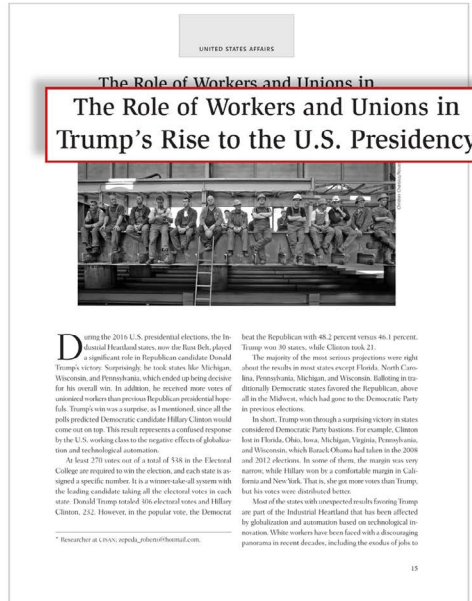 UNITED STATES AFFAIRS
The Role of Workers and Unions in
The Role of Workers and Unions in
Trump's Rise to the U.S. Presidency
During the 2016 U.S. presidential elections, the In-
dustrial Heartland states, now the Rust Belt, played
a significant role in Republican candidate Donald
Trump's victory. Surprisingly, he took states like Michigan,
Wisconsin, and Pennsylvania, which ended up being decisive
for his overall win. In addition, he received more votes of
unionized workers than previous Republican presidential hope-
fuls. Trump's win was a surprise, as I mentioned, since all the
polls predicted Democratic candidate Hillary Clinton would
come out on top. This result represents a confused response
by the U.S. working class to the negative effects of globaliza-
tion and technological automation.
At least 270 votes out of a total of 538 in the Electoral
College are required to win the election, and each state is as-
signed a specific number. It is a winner-take-all system with
the leading candidate taking all the electoral votes in each
state. Donald Trump totaled 306 electoral votes and Hillary
Clinton, 232. However, in the popular vote, the Democrat
* Researcher at CISAN; zepeda_roberto@hotmail.com.
beat the Republican with 48.2 percent versus 46.1 percent.
Trump won 30 states, while Clinton took 21.
The majority of the most serious projections were right
about the results in most states except Florida, North Caro-
lina, Pennsylvania, Michigan, and Wisconsin. Balloting in tra-
ditionally Democratic states favored the Republican, above
all in the Midwest, which had gone to the Democratic Party
in previous elections.
In short, Trump won through a surprising victory in states
considered Democratic Party bastions. For example, Clinton
lost in Florida, Ohio, Iowa, Michigan, Virginia, Pennsylvania,
and Wisconsin, which Barack Obama had taken in the 2008
and 2012 elections. In some of them, the margin was very
narrow, while Hillary won by a comfortable margin in Cali-
fornia and New York. That is, she got more votes than Trump,
but his votes were distributed better.
Most of the states with unexpected results favoring Trump
are part of the Industrial Heartland that has been affected
by globalization and automation based on technological in-
novation. White workers have been faced with a discouraging
panorama in recent decades, including the exodus of jobs to
15